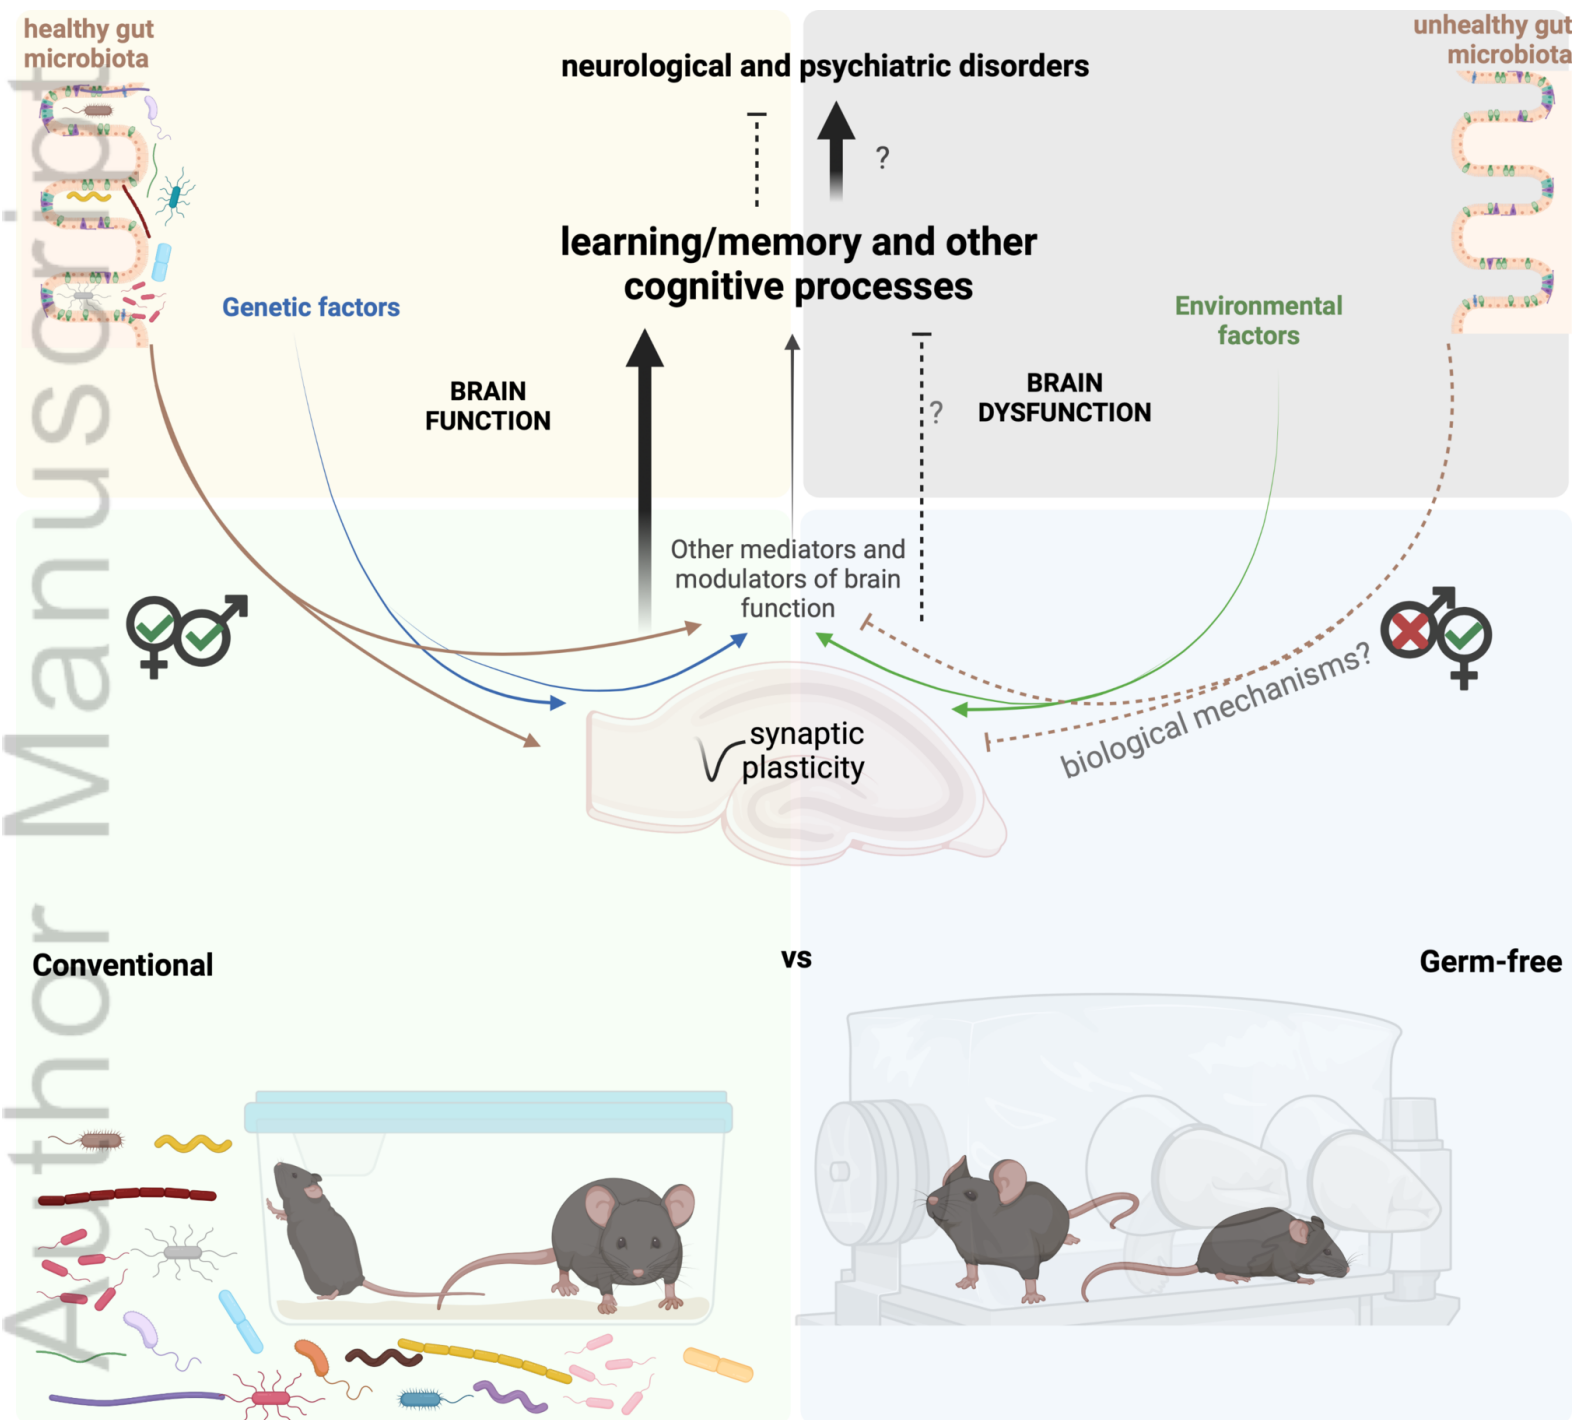 healthy gut
microbiota
unhealthy gut
microbiota
neurological and psychiatric disorders
?
learning/memory and other
cognitive processes
Genetic factors
Environmental
factors
BRAIN
FUNCTION
BRAIN
DYSFUNCTION
?
Other mediators and
modulators of brain
function
biological mechanisms?
synaptic
plasticity
Conventional
vs
Germ-free
Author Manuscript